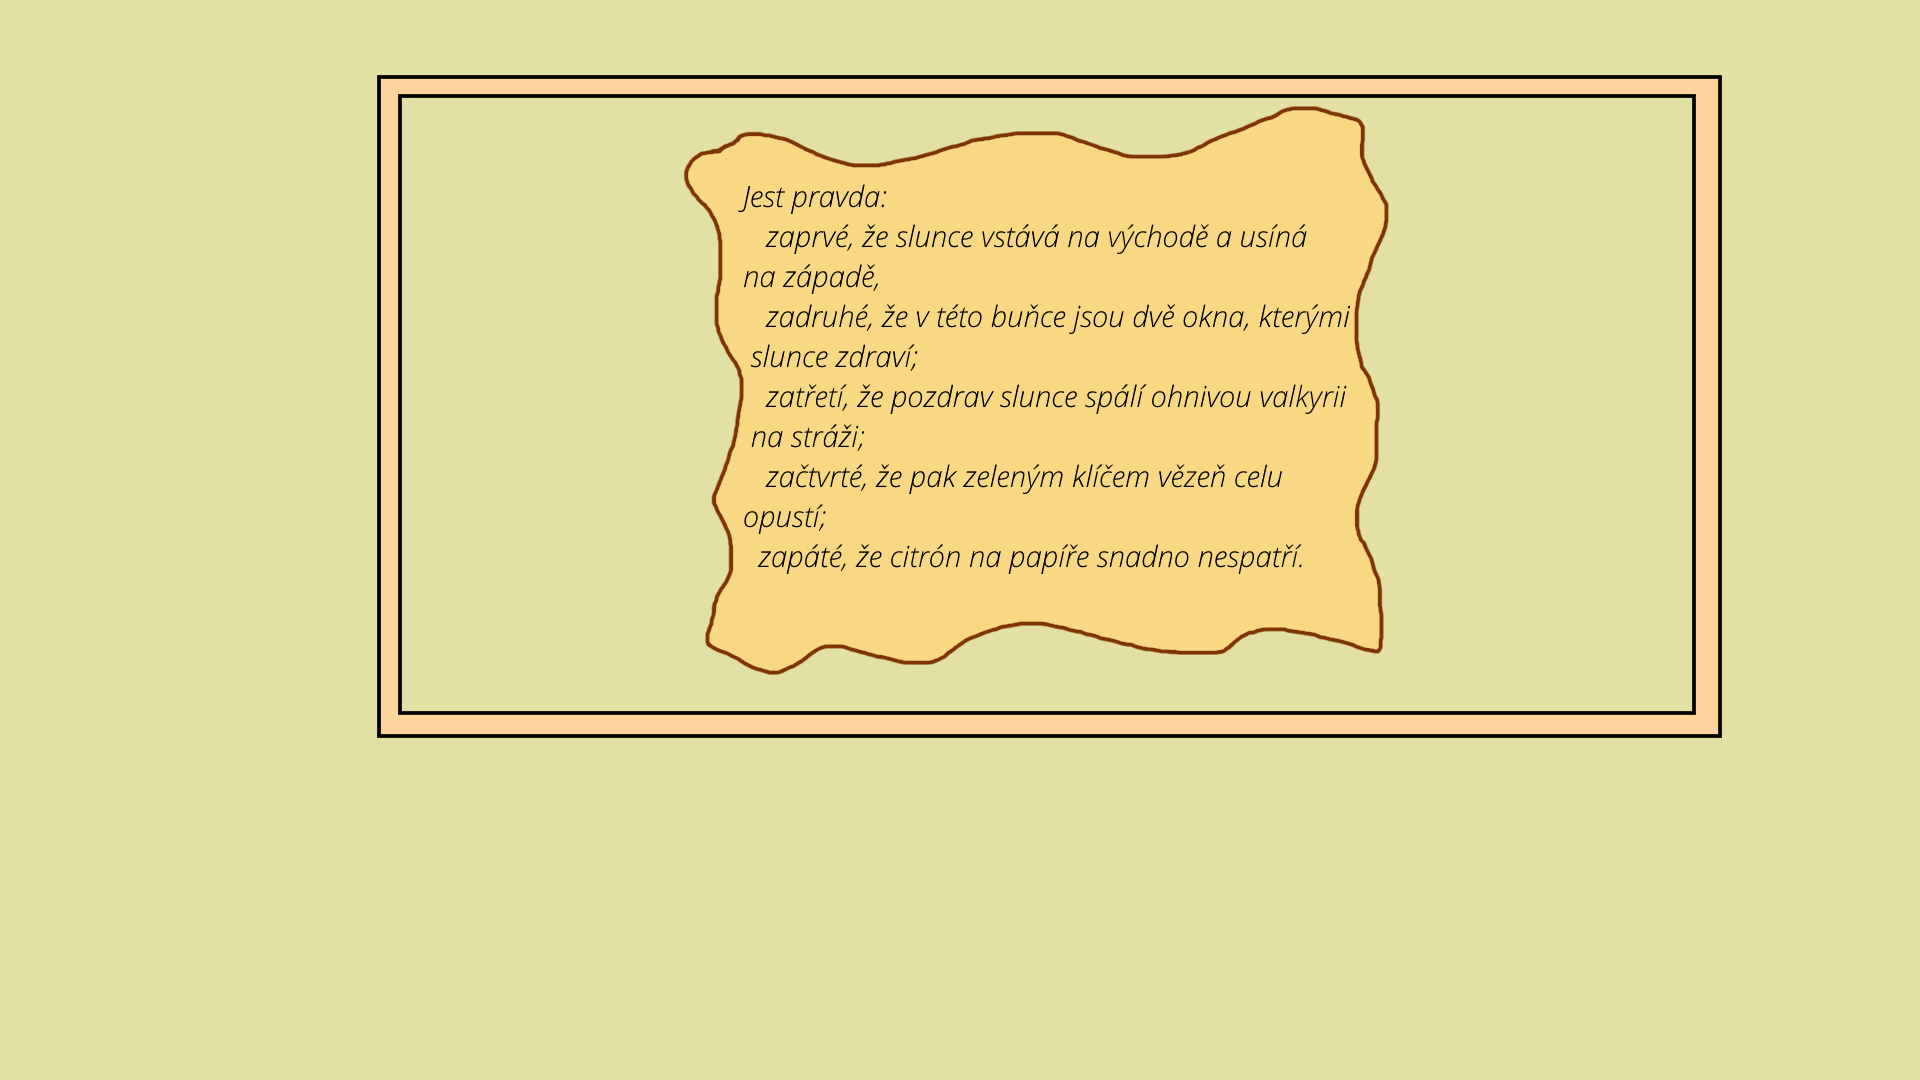 Jest pravda:
zaprvé, že slunce vstává na východě a usíná
na západě,
zadruhé, že v této buňce jsou dvě okna, kterými
slunce zdraví;
zatřetí, že pozdrav slunce spálí ohnivou valkyrii
na stráži;
začtvrté, že pak zeleným klíčem vězeň celu
opustí;
zapáté, že citrón na papíře snadno nespatří.